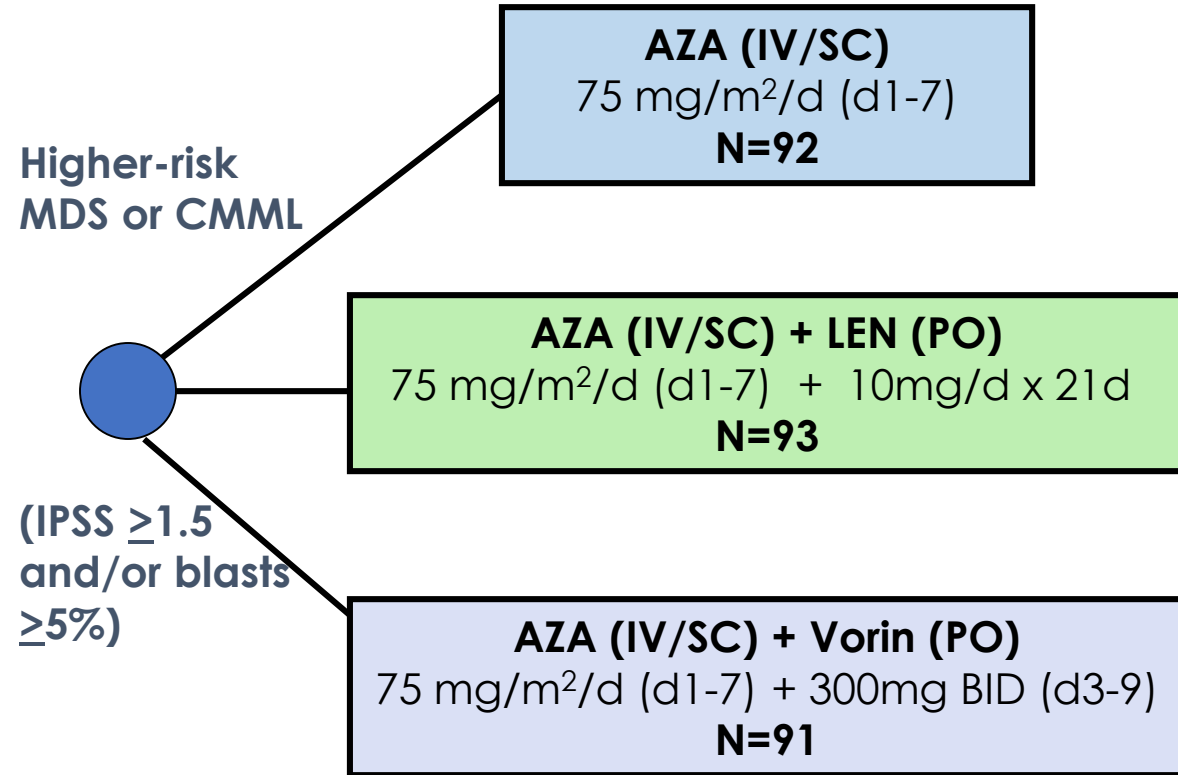 AZA (IV/SC)
75 mg/m²/d (d1-7)
N=92
Higher-risk
MDS or CMML
AZA (IV/SC) + LEN (PO)
75 mg/m²/d (d1-7) + 10mg/d x 21d
N=93
(IPSS ≥1.5
and/or blasts
≥5%)
AZA (IV/SC) + Vorin (PO)
75 mg/m²/d (d1-7) + 300mg BID (d3-9)
N=91